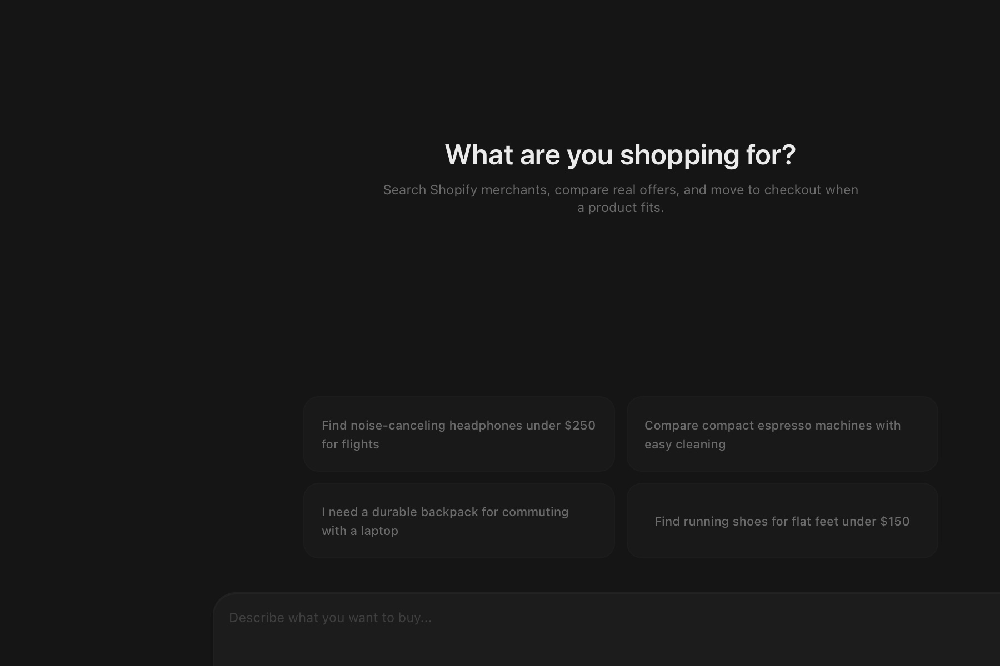 What are you shopping for?
Search Shopify merchants, compare real offers, and move to checkout when
a product fits.
Find noise-canceling headphones under $250
for flights
Compare compact espresso machines with
easy cleaning
I need a durable backpack for commuting
with a laptop
Find running shoes for flat feet under $150
Describe what you want to buy...